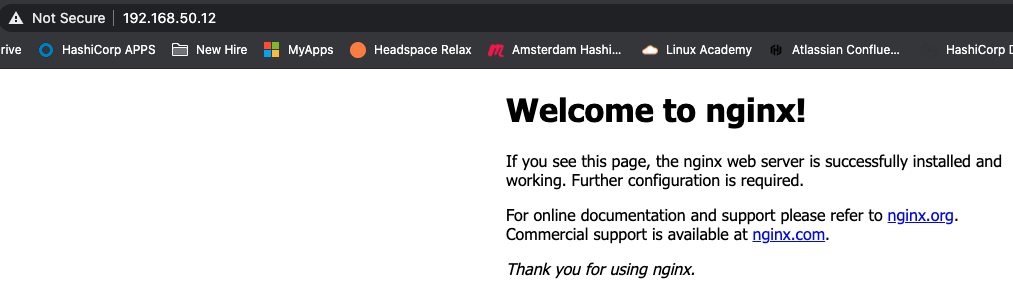 Not Secure | 192.168.50.12
rive HashiCorp APPS New Hire MyApps Headspace Relax Amsterdam Hashi... Linux Academy Atlassian Conflue... HashiCorp D
Welcome to nginx!
If you see this page, the nginx web server is successfully installed and
working. Further configuration is required.
For online documentation and support please refer to nginx.org.
Commercial support is available at nginx.com.
Thank you for using nginx.